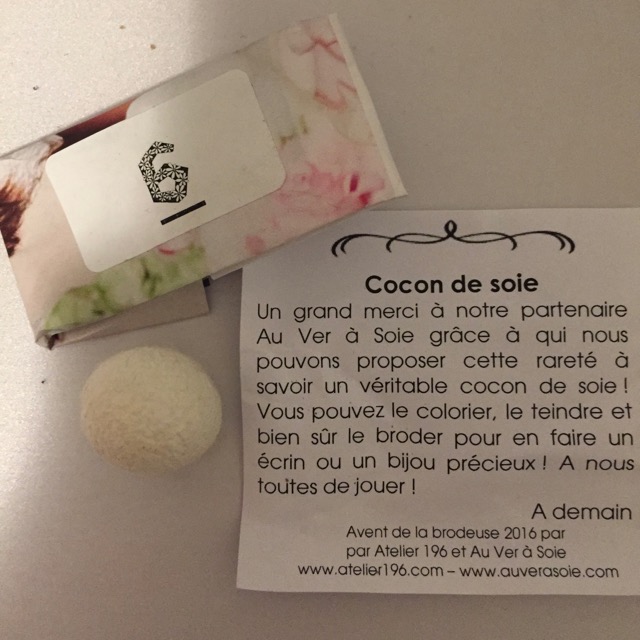 6
Cocon de soie
Un grand merci à notre partenaire
Au Ver à Soie grâce à qui nous
pouvons proposer cette rareté à
savoir un véritable cocon de soie !
Vous pouvez le colorier, le teindre et
bien sûr le broder pour en faire un
écrin ou un bijou précieux ! A nous
toutes de jouer !
A demain
Avent de la brodeuse 2016 par
par Atelier 196 et Au Ver à Soie
www.atelier196.com – www.auverasoie.com